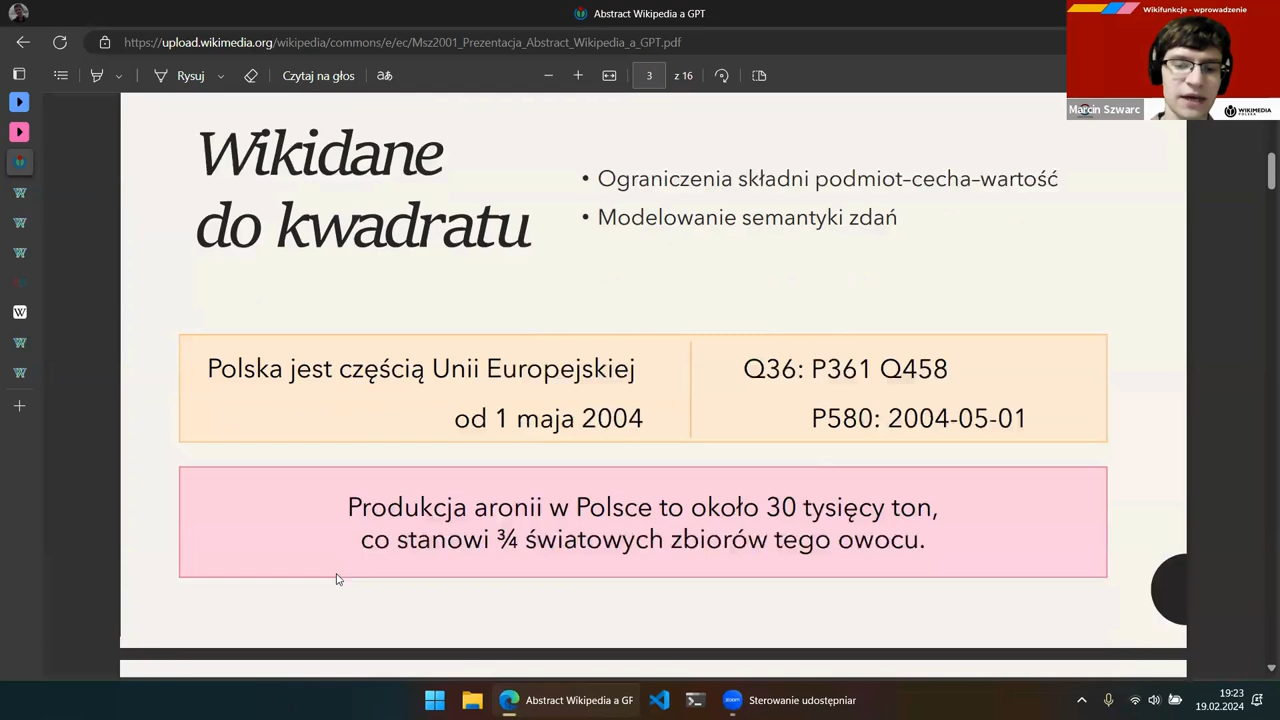 Abstract Wikipedia a GPT
https://upload.wikimedia.org/wikipedia/commons/e/ec/Msz2001_Prezentacja_Abstract_Wikipedia_a_GPT.pdf
Rysuj
Czytaj na głos
aあ
3 z 16
Wikifunkcje - wprowadzenie
Marcin Szwarc
WIKIMEDIA
POLSKA
Wikidane
do kwadratu
• Ograniczenia składni podmiot–cecha–wartość
• Modelowanie semantyki zdań
Polska jest częścią Unii Europejskiej
od 1 maja 2004
Q36: P361 Q458
P580: 2004-05-01
Produkcja aronii w Polsce to około 30 tysięcy ton,
co stanowi ¾ światowych zbiorów tego owocu.
W
Abstract Wikipedia a GF
zoom
Sterowanie udostępniar
19:23
19.02.2024